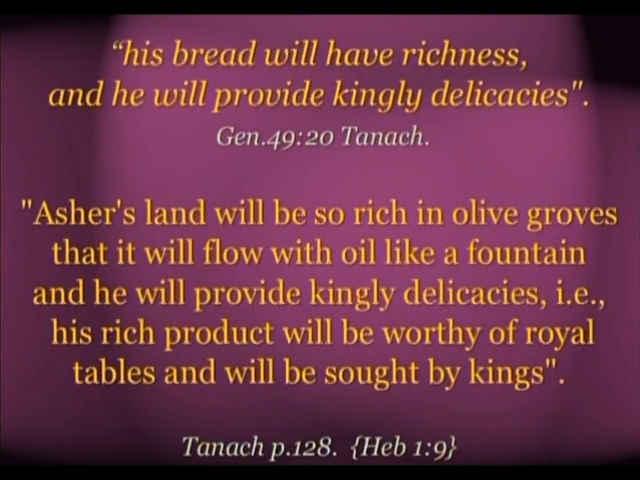 “his bread will have richness,
and he will provide kingly delicacies".
Gen.49:20 Tanach.
"Asher's land will be so rich in olive groves
that it will flow with oil like a fountain
and he will provide kingly delicacies, i.e.,
his rich product will be worthy of royal
tables and will be sought by kings".
Tanach p.128. {Heb 1:9}